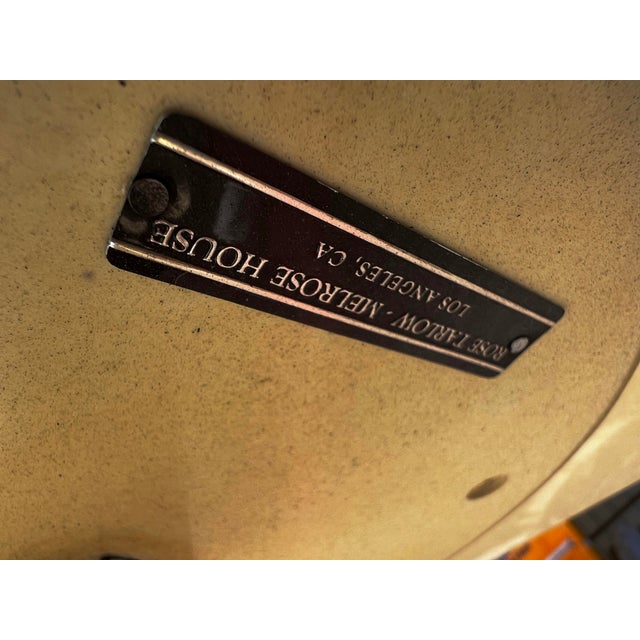 ROSE TARLOW - MELROSE HOUSE
LOS ANGELES, CA